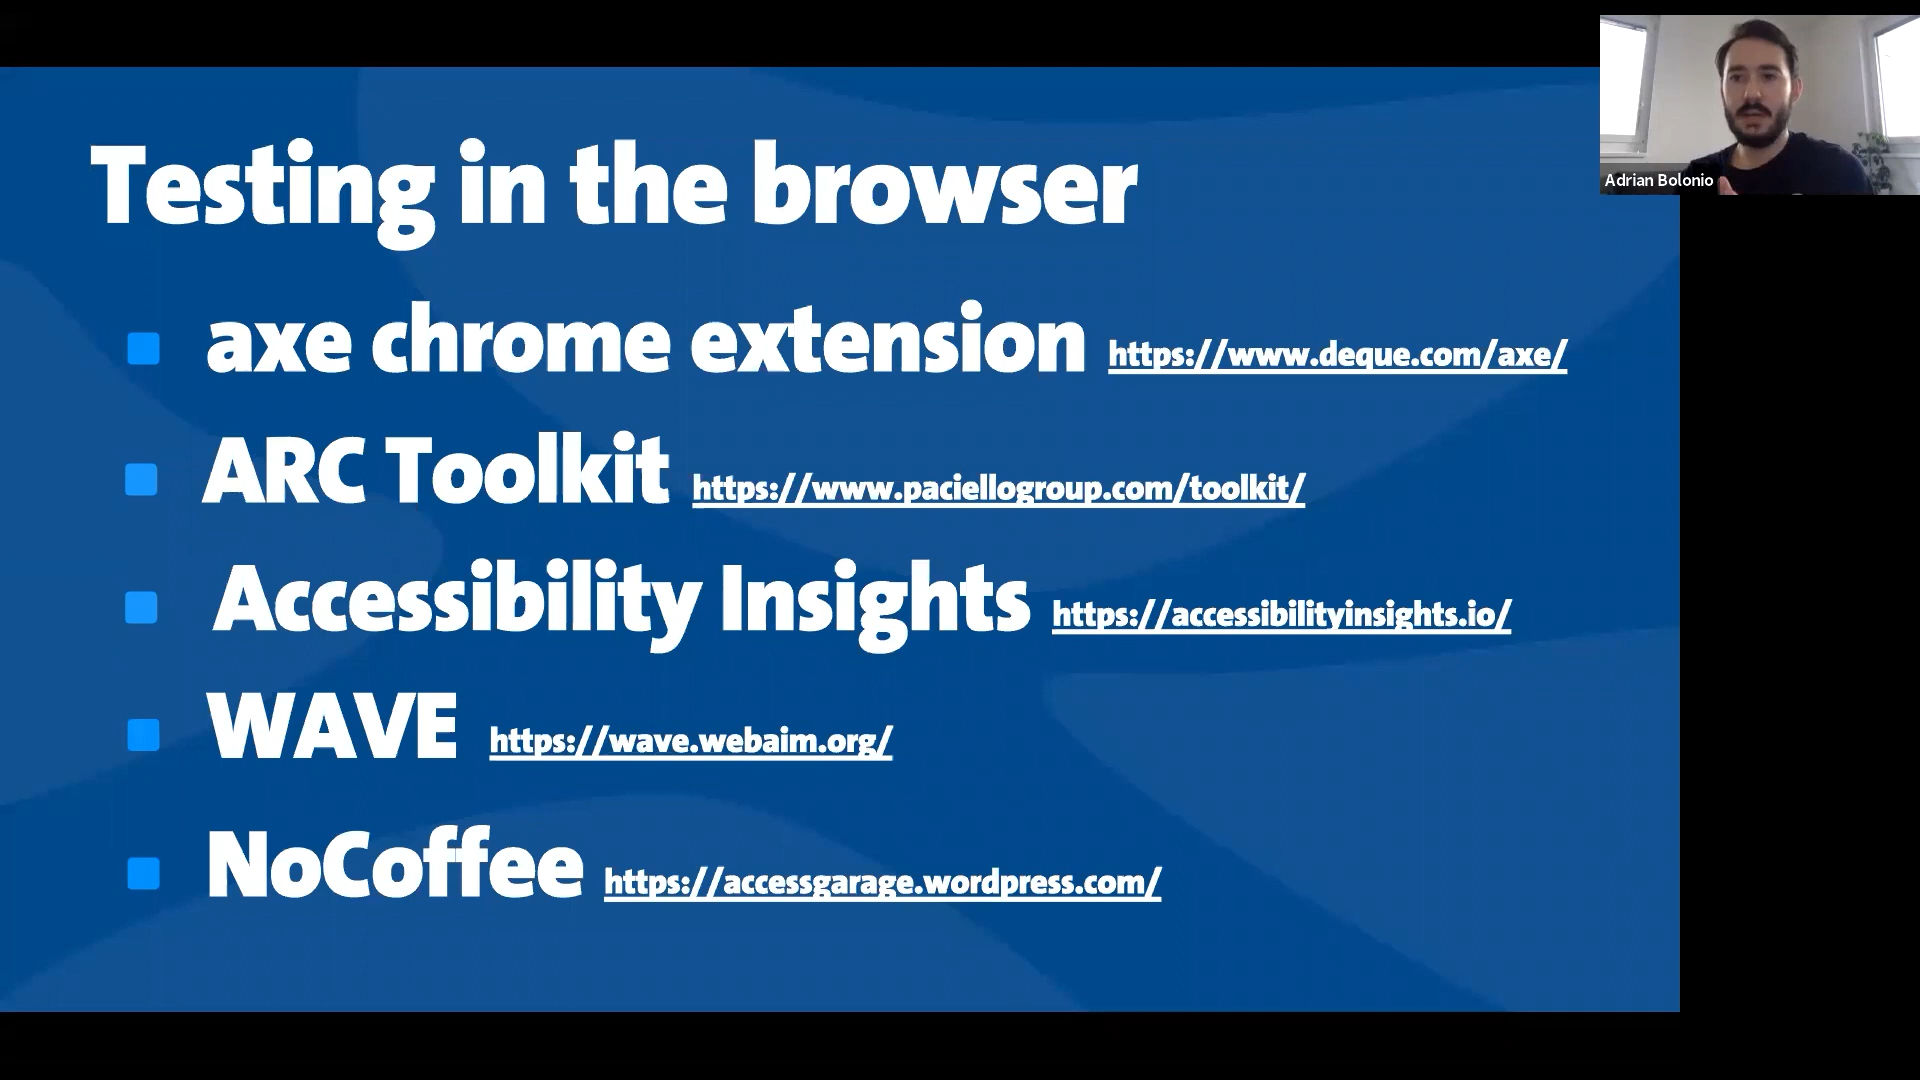 Testing in the browser
axe chrome extension https://www.deque.com/axe/
ARC Toolkit https://www.paciellogroup.com/toolkit/
Accessibility Insights https://accessibilityinsights.io/
WAVE https://wave.webaim.org/
NoCoffee https://accessgarage.wordpress.com/
Adrian Bolonio